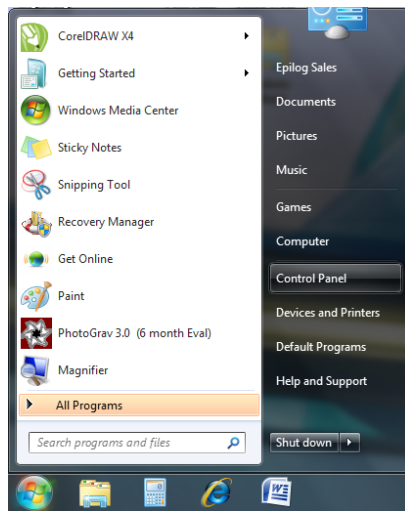 CorelDRAW X4
Getting Started
Windows Media Center
Sticky Notes
Snipping Tool
Recovery Manager
Get Online
Paint
PhotoGrav 3.0 (6 month Eval)
Magnifier
All Programs
Search programs and files
Epilog Sales
Documents
Pictures
Music
Games
Computer
Control Panel
Devices and Printers
Default Programs
Help and Support
Shut down
W